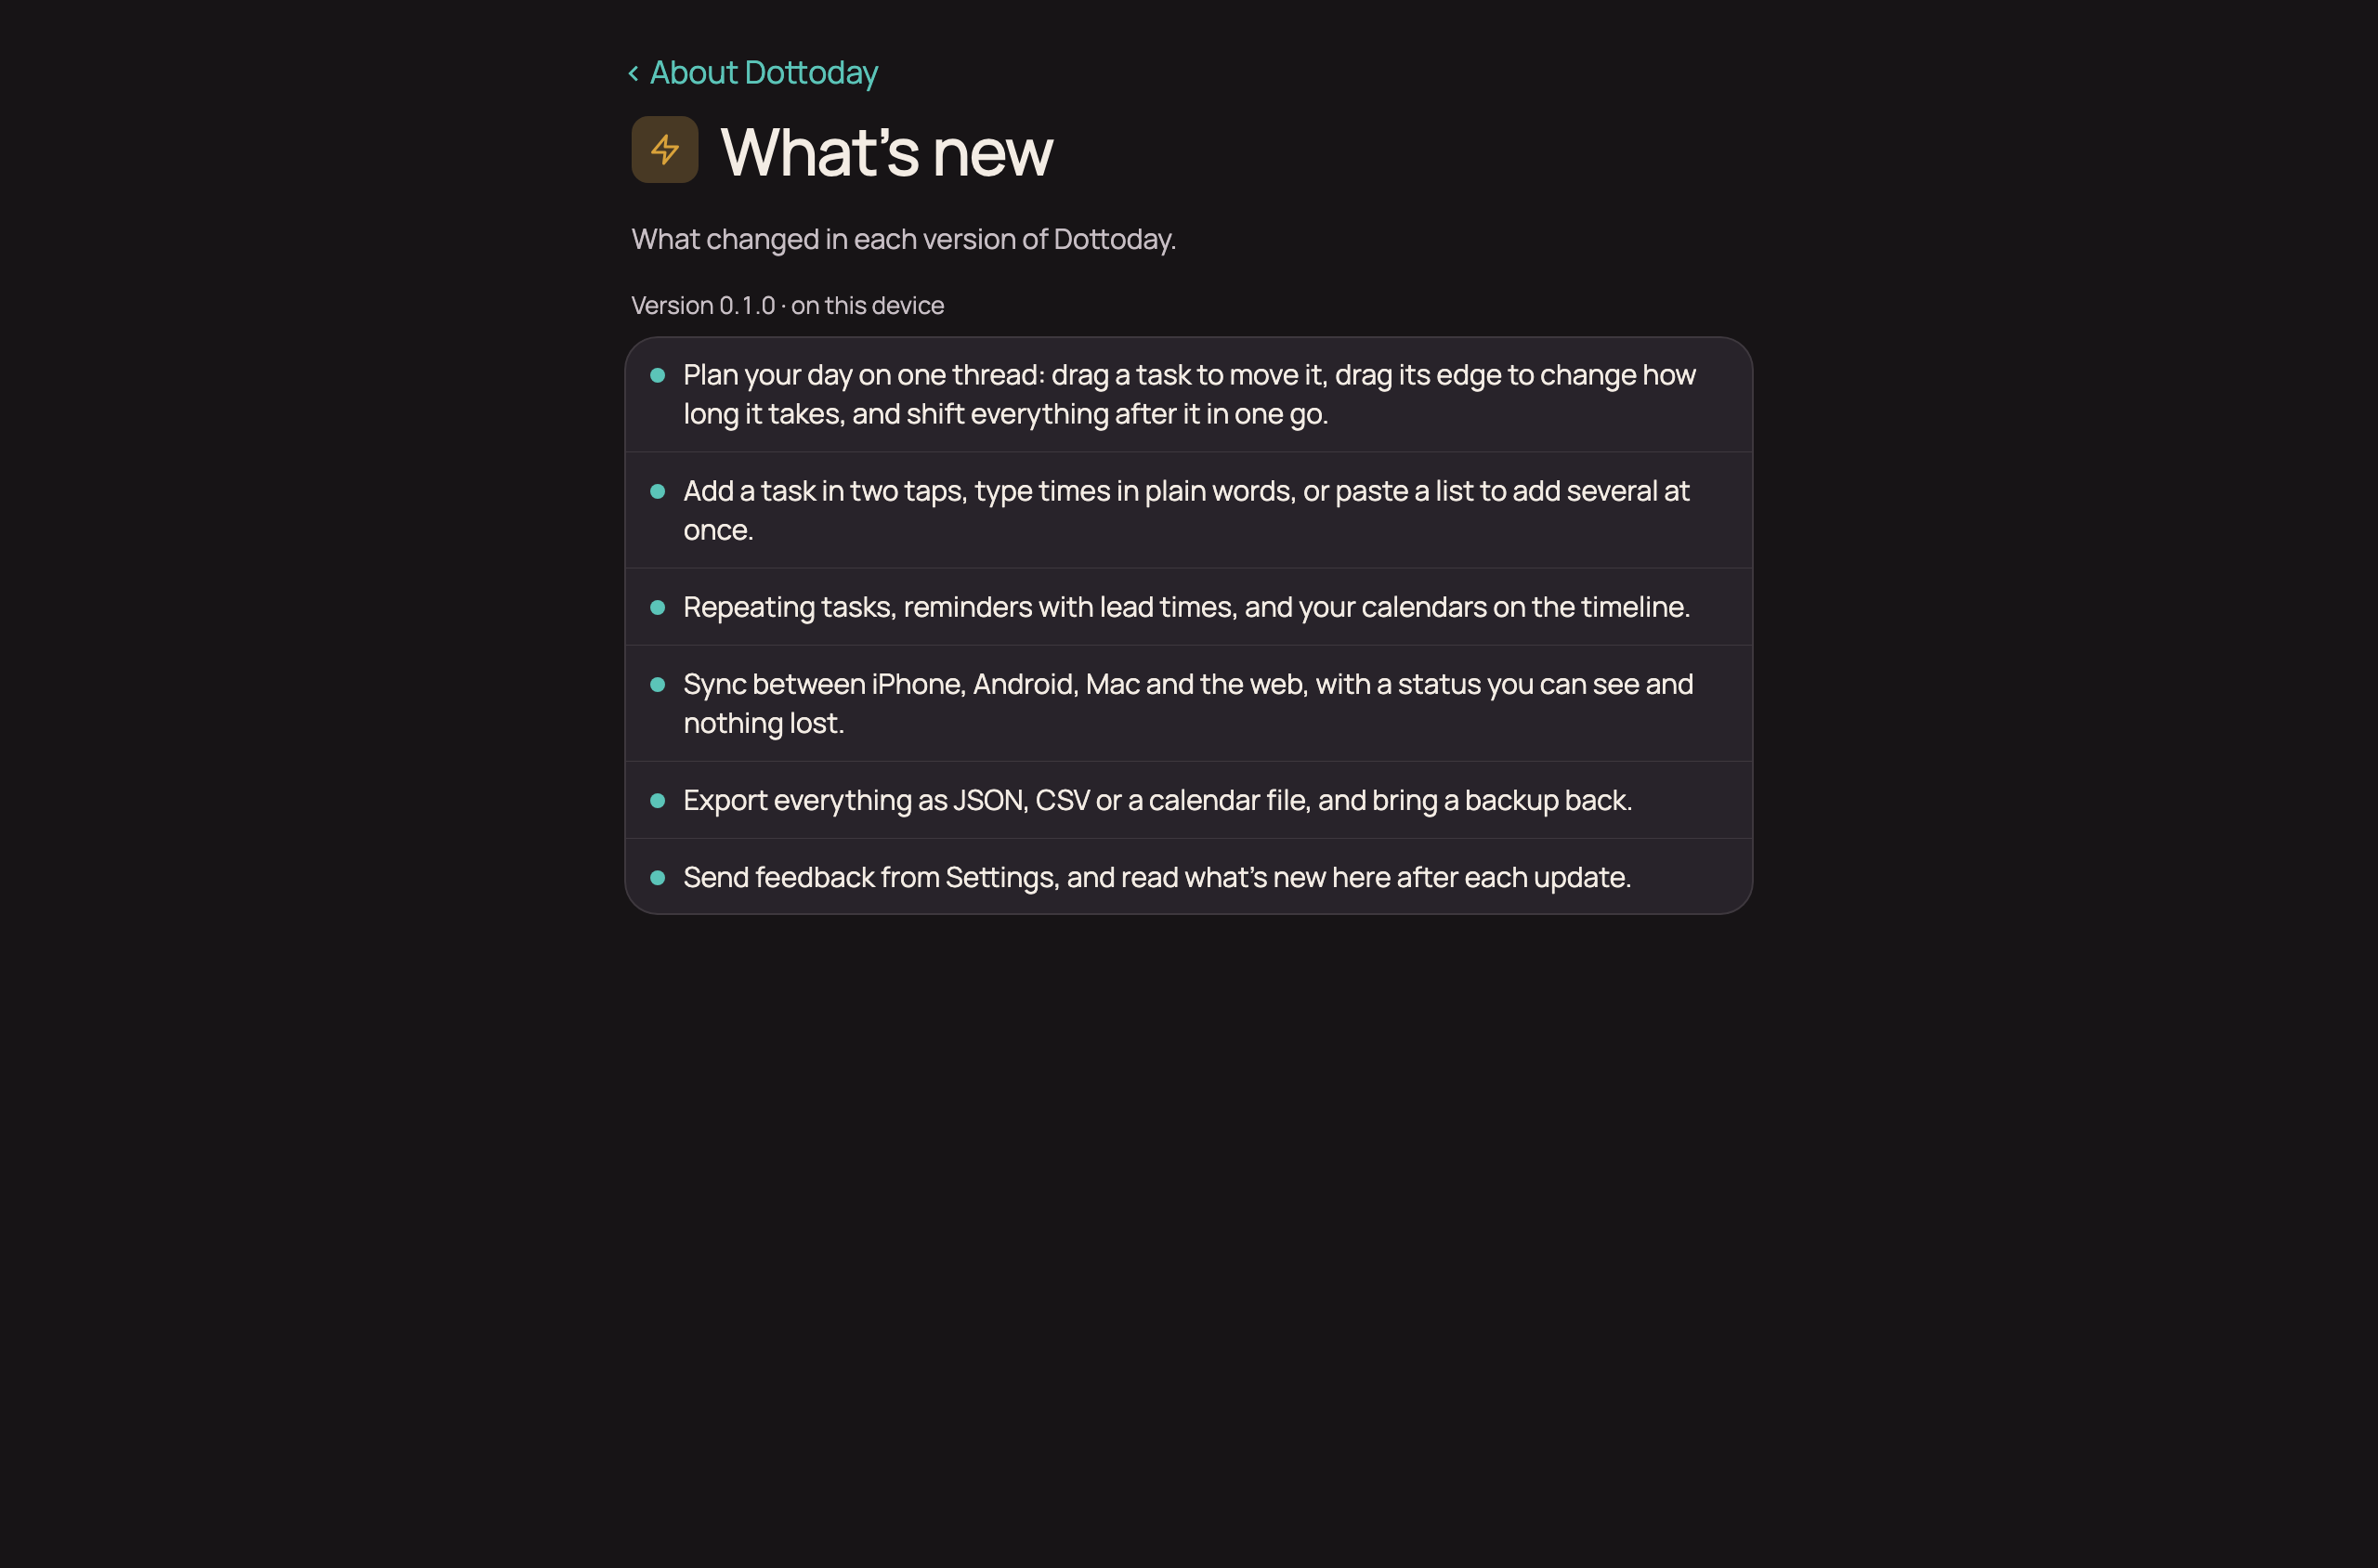 ‹ About Dottoday
What’s new
What changed in each version of Dottoday.
Version 0.1.0 · on this device
Plan your day on one thread: drag a task to move it, drag its edge to change how
long it takes, and shift everything after it in one go.
Add a task in two taps, type times in plain words, or paste a list to add several at
once.
Repeating tasks, reminders with lead times, and your calendars on the timeline.
Sync between iPhone, Android, Mac and the web, with a status you can see and
nothing lost.
Export everything as JSON, CSV or a calendar file, and bring a backup back.
Send feedback from Settings, and read what’s new here after each update.